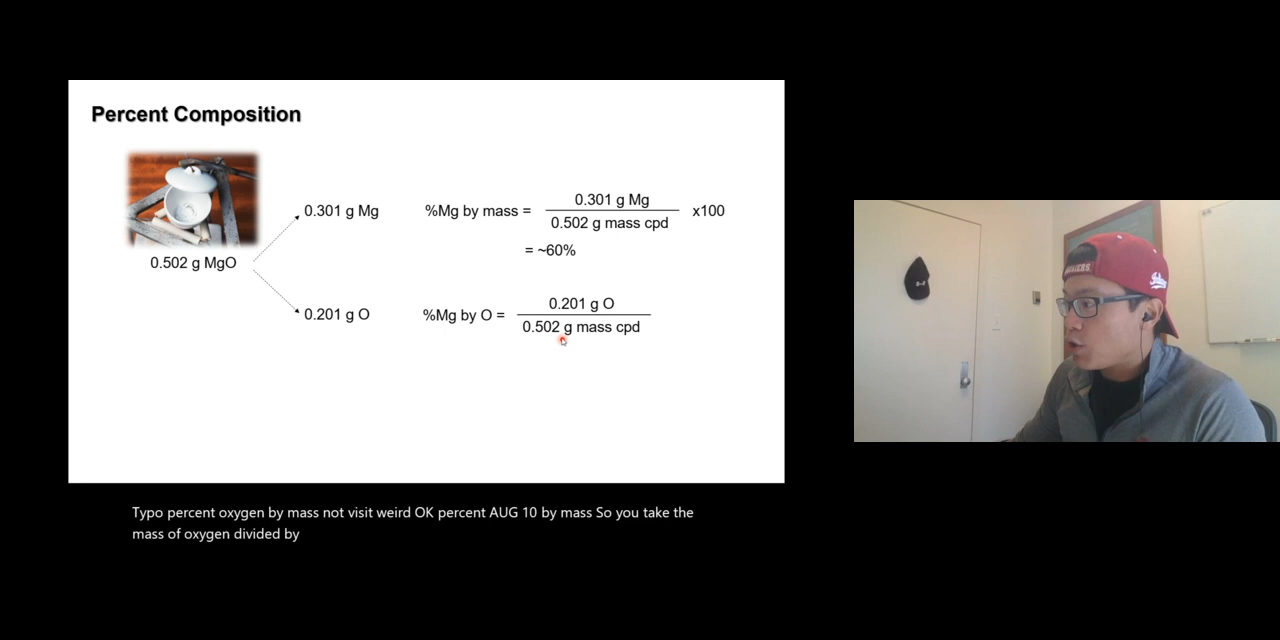 Percent Composition
0.301 g Mg
%Mg by mass =
0.301 g Mg
0.502 g mass cpd
x100
= ~60%
0.502 g MgO
0.201 g O
%Mg by O =
0.201 g O
0.502 g mass cpd
Typo percent oxygen by mass not visit weird OK percent AUG 10 by mass So you take the
mass of oxygen divided by